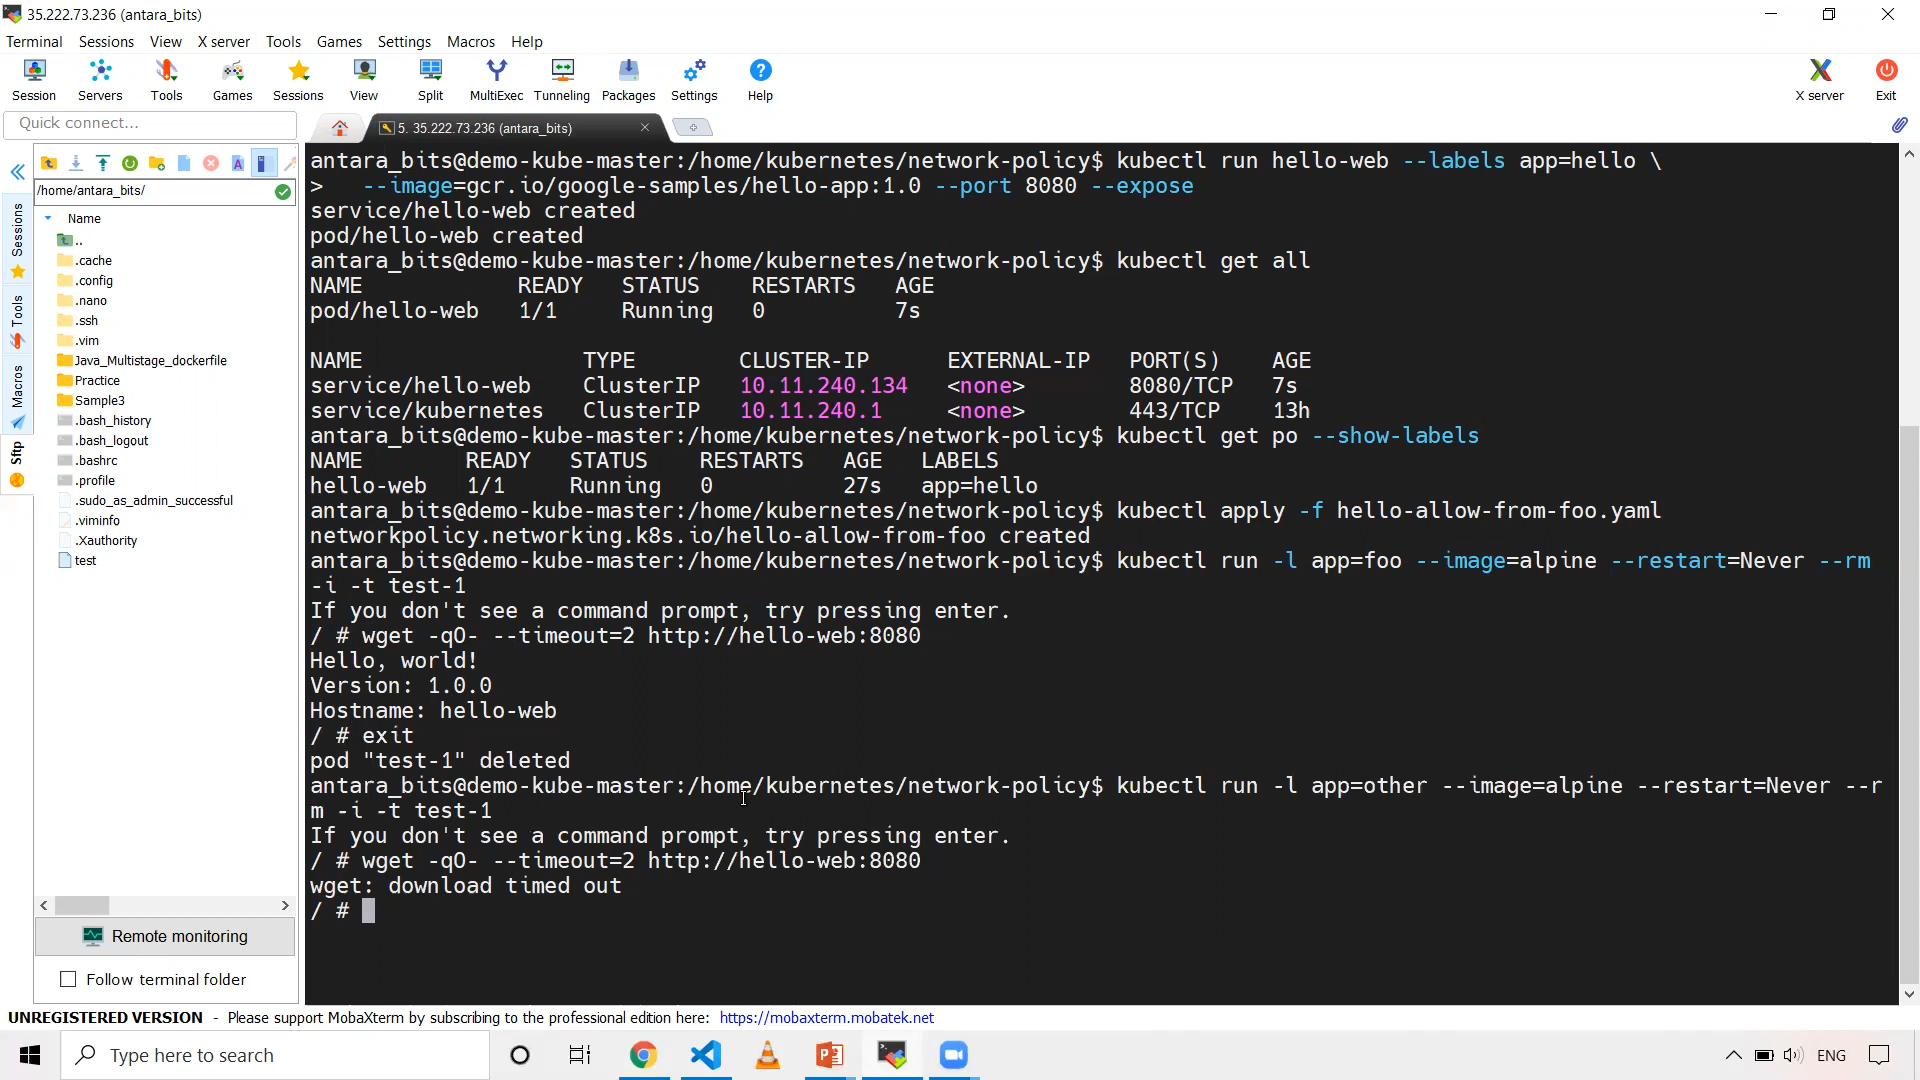 35.222.73.236 (antara_bits)
Terminal Sessions View X server Tools Games Settings Macros Help
Session Servers Tools Games Sessions View Split MultiExec Tunneling Packages Settings Help X server Exit
Quick connect...
5. 35.222.73.236 (antara_bits)
/home/antara_bits/
Name
..
.cache
.config
.nano
.ssh
.vim
Java_Multistage_dockerfile
Practice
Sample3
.bash_history
.bash_logout
.bashrc
.profile
.sudo_as_admin_successful
.viminfo
.Xauthority
test
Sessions
Tools
Macros
Sftp
Remote monitoring
Follow terminal folder
antara_bits@demo-kube-master:/home/kubernetes/network-policy$ kubectl run hello-web --labels app=hello \
>   --image=gcr.io/google-samples/hello-app:1.0 --port 8080 --expose
service/hello-web created
pod/hello-web created
antara_bits@demo-kube-master:/home/kubernetes/network-policy$ kubectl get all
NAME            READY   STATUS    RESTARTS   AGE
pod/hello-web   1/1     Running   0          7s
NAME                 TYPE        CLUSTER-IP      EXTERNAL-IP   PORT(S)    AGE
service/hello-web    ClusterIP   10.11.240.134   <none>        8080/TCP   7s
service/kubernetes   ClusterIP   10.11.240.1     <none>        443/TCP    13h
antara_bits@demo-kube-master:/home/kubernetes/network-policy$ kubectl get po --show-labels
NAME        READY   STATUS    RESTARTS   AGE   LABELS
hello-web   1/1     Running   0          27s   app=hello
antara_bits@demo-kube-master:/home/kubernetes/network-policy$ kubectl apply -f hello-allow-from-foo.yaml
networkpolicy.networking.k8s.io/hello-allow-from-foo created
antara_bits@demo-kube-master:/home/kubernetes/network-policy$ kubectl run -l app=foo --image=alpine --restart=Never --rm
-i -t test-1
If you don't see a command prompt, try pressing enter.
/ # wget -qO- --timeout=2 http://hello-web:8080
Hello, world!
Version: 1.0.0
Hostname: hello-web
/ # exit
pod "test-1" deleted
antara_bits@demo-kube-master:/home/kubernetes/network-policy$ kubectl run -l app=other --image=alpine --restart=Never --r
m -i -t test-1
If you don't see a command prompt, try pressing enter.
/ # wget -qO- --timeout=2 http://hello-web:8080
wget: download timed out
/ #
UNREGISTERED VERSION - Please support MobaXterm by subscribing to the professional edition here: https://mobaxterm.mobatek.net
Type here to search
ENG